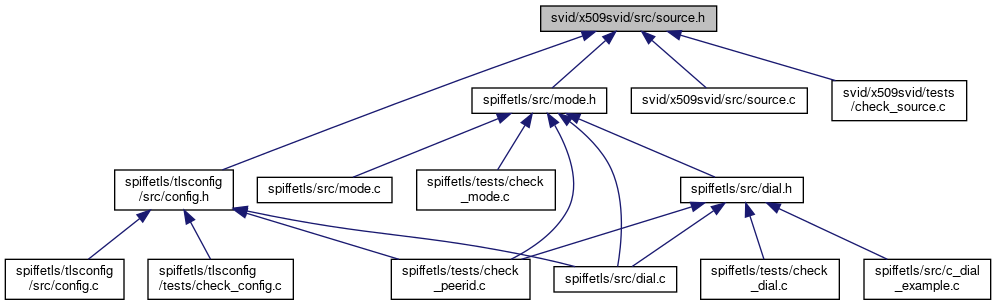 svid/x509svid/src/source.h
spiffetls/src/mode.h
svid/x509svid/src/source.c
svid/x509svid/tests
/check_source.c
spiffetls/tlsconfig
/src/config.h
spiffetls/src/mode.c
spiffetls/tests/check
_mode.c
spiffetls/src/dial.h
spiffetls/tlsconfig
/src/config.c
spiffetls/tlsconfig
/tests/check_config.c
spiffetls/tests/check
_peerid.c
spiffetls/src/dial.c
spiffetls/tests/check
_dial.c
spiffetls/src/c_dial
_example.c